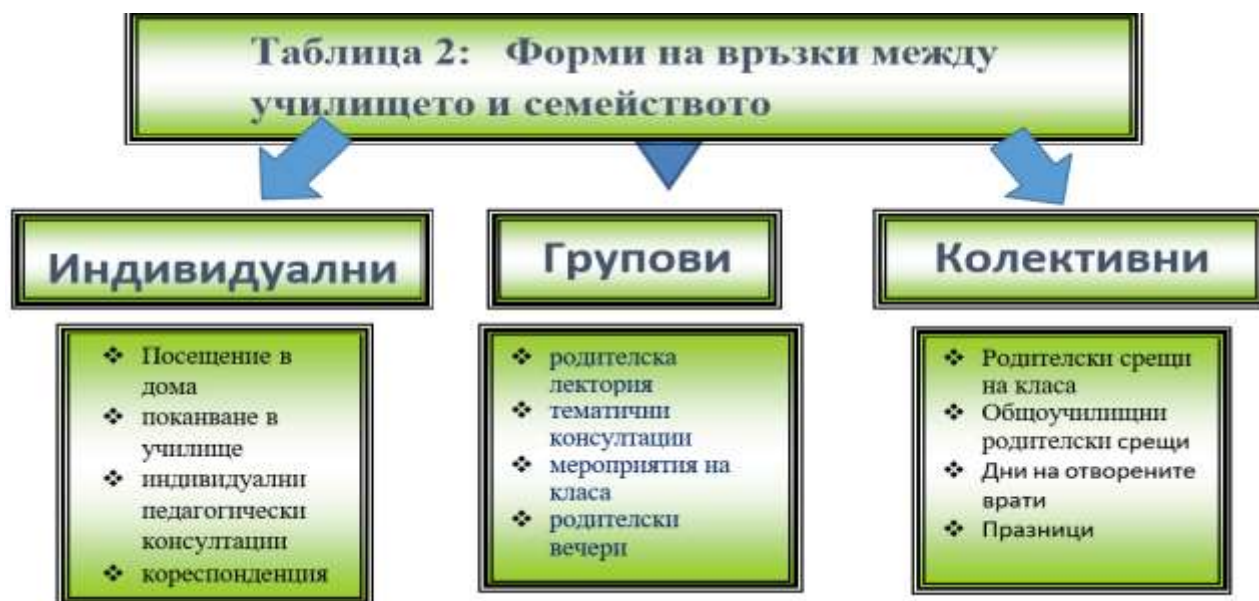 Таблица 2: Форми на връзки между
училището и семейството
Индивидуални
Групови
Колективни
❖ Посещение в
дома
❖ поканване в
училище
❖ индивидуални
педагогически
консултации
❖ кореспонденция
❖ родителска
лектория
❖ тематични
консултации
❖ мероприятия на
класа
❖ родителски
вечери
❖ Родителски срещи
на класа
❖ Общоучилищни
родителски срещи
❖ Дни на отворените
врати
❖ Празници